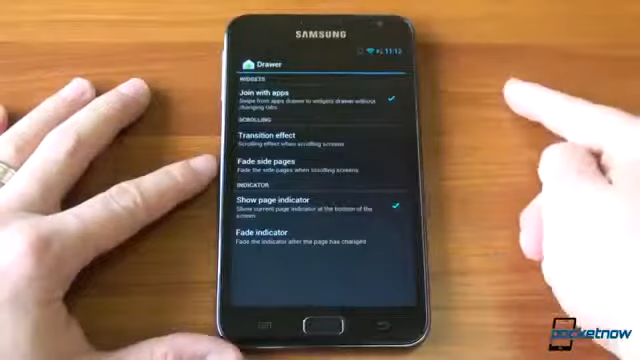 SAMSUNG
11:12
Drawer
WIDGETS
Join with apps
Swipe from apps drawer to widgets drawer without
changing tabs
SCROLLING
Transition effect
Scrolling effect when scrolling screens
Fade side pages
Fade the side pages when scrolling screens
INDICATOR
Show page indicator
Show current page indicator at the bottom of the
screen
Fade indicator
Fade the indicator after the page has changed
pocketnow